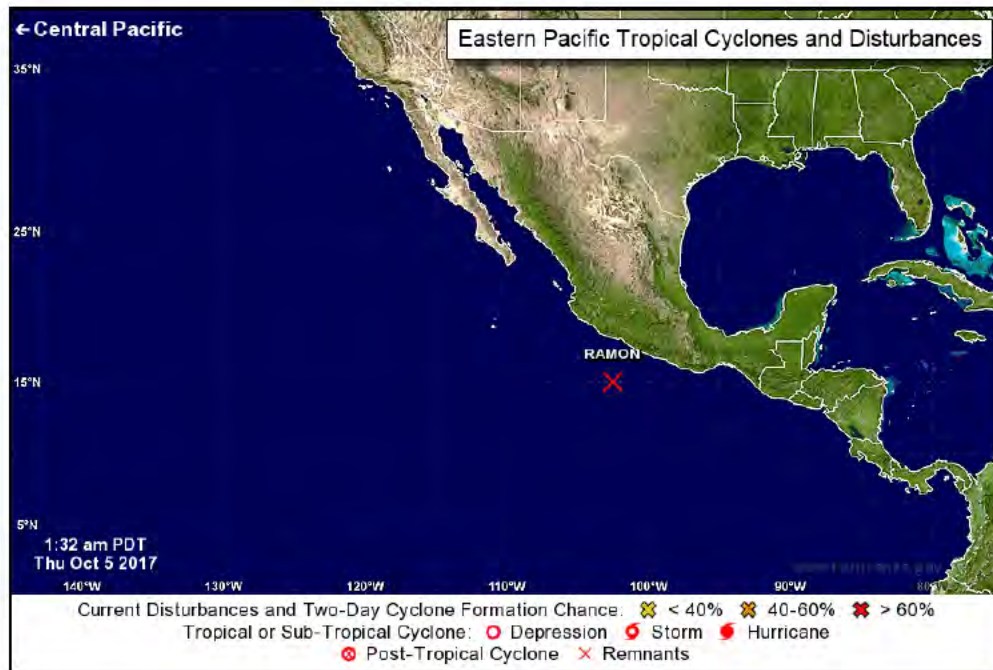 ← Central Pacific
Eastern Pacific Tropical Cyclones and Disturbances
35°N
25°N
RAMON
15°N
5°N
1:32 am PDT
Thu Oct 5 2017
140°W 130°W 120°W 110°W 100°W 90°W 80°
Current Disturbances and Two-Day Cyclone Formation Chance: < 40% 40-60% > 60%
Tropical or Sub-Tropical Cyclone: Depression Storm Hurricane
Post-Tropical Cyclone Remnants